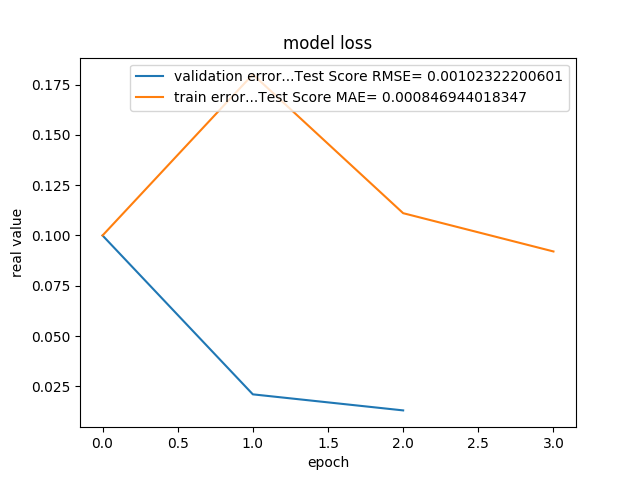 model loss
validation error...Test Score RMSE= 0.00102322200601
train error...Test Score MAE= 0.000846944018347
0.175
0.150
0.125
0.100
0.075
0.050
0.025
real value
0.0 0.5 1.0 1.5 2.0 2.5 3.0
epoch